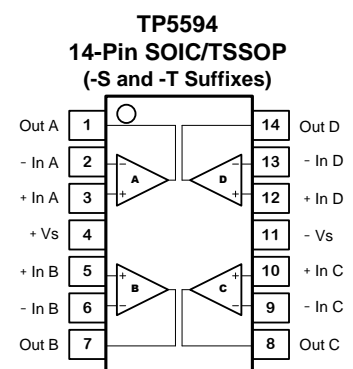 TP5594
14-Pin SOIC/TSSOP
(-S and -T Suffixes)
Out A 1 14 Out D
- In A 2 - - 13 - In D
+ In A 3 + A D + 12 + In D
+ Vs 4 11 - Vs
+ In B 5 + B C + 10 + In C
- In B 6 - - 9 - In C
Out B 7 8 Out C